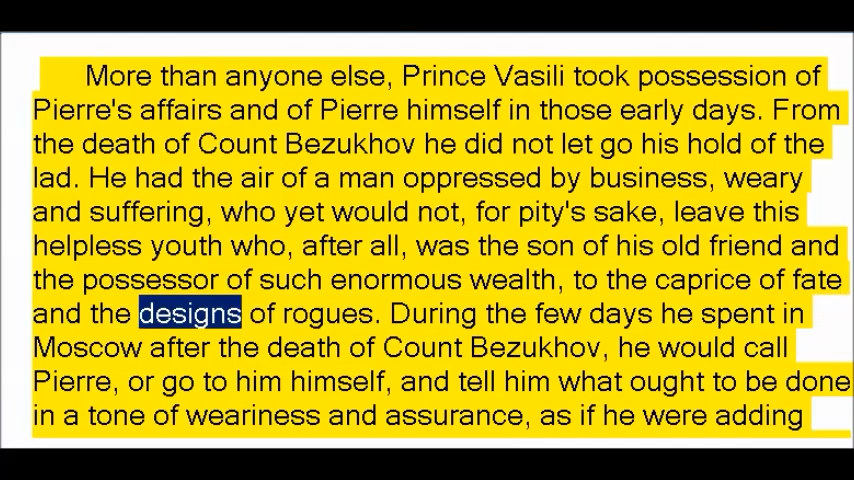 More than anyone else, Prince Vasili took possession of
Pierre's affairs and of Pierre himself in those early days. From
the death of Count Bezukhov he did not let go his hold of the
lad. He had the air of a man oppressed by business, weary
and suffering, who yet would not, for pity's sake, leave this
helpless youth who, after all, was the son of his old friend and
the possessor of such enormous wealth, to the caprice of fate
and the designs of rogues. During the few days he spent in
Moscow after the death of Count Bezukhov, he would call
Pierre, or go to him himself, and tell him what ought to be done
in a tone of weariness and assurance, as if he were adding